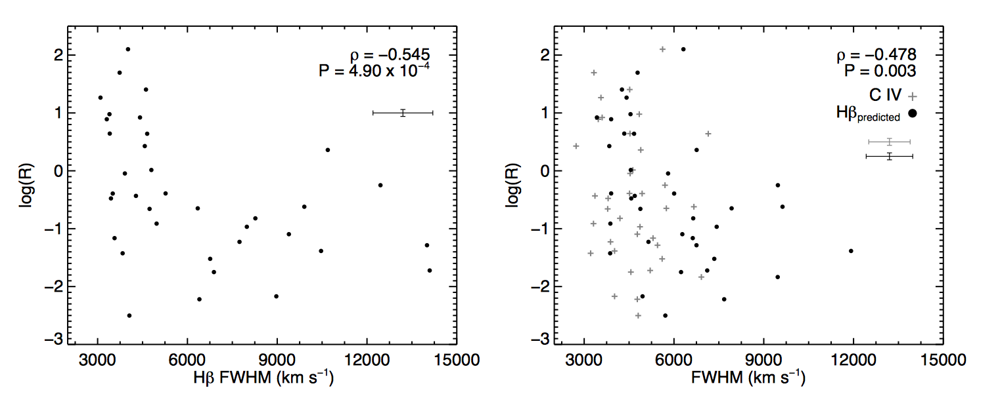 ρ = −0.545
P = 4.90 x 10⁻⁴
2
1
0
−1
−2
−3
log(R)
3000 6000 9000 12000 15000
Hβ FWHM (km s⁻¹)
ρ = −0.478
P = 0.003
C IV
Hβpredicted
2
1
0
−1
−2
−3
log(R)
3000 6000 9000 12000 15000
FWHM (km s⁻¹)